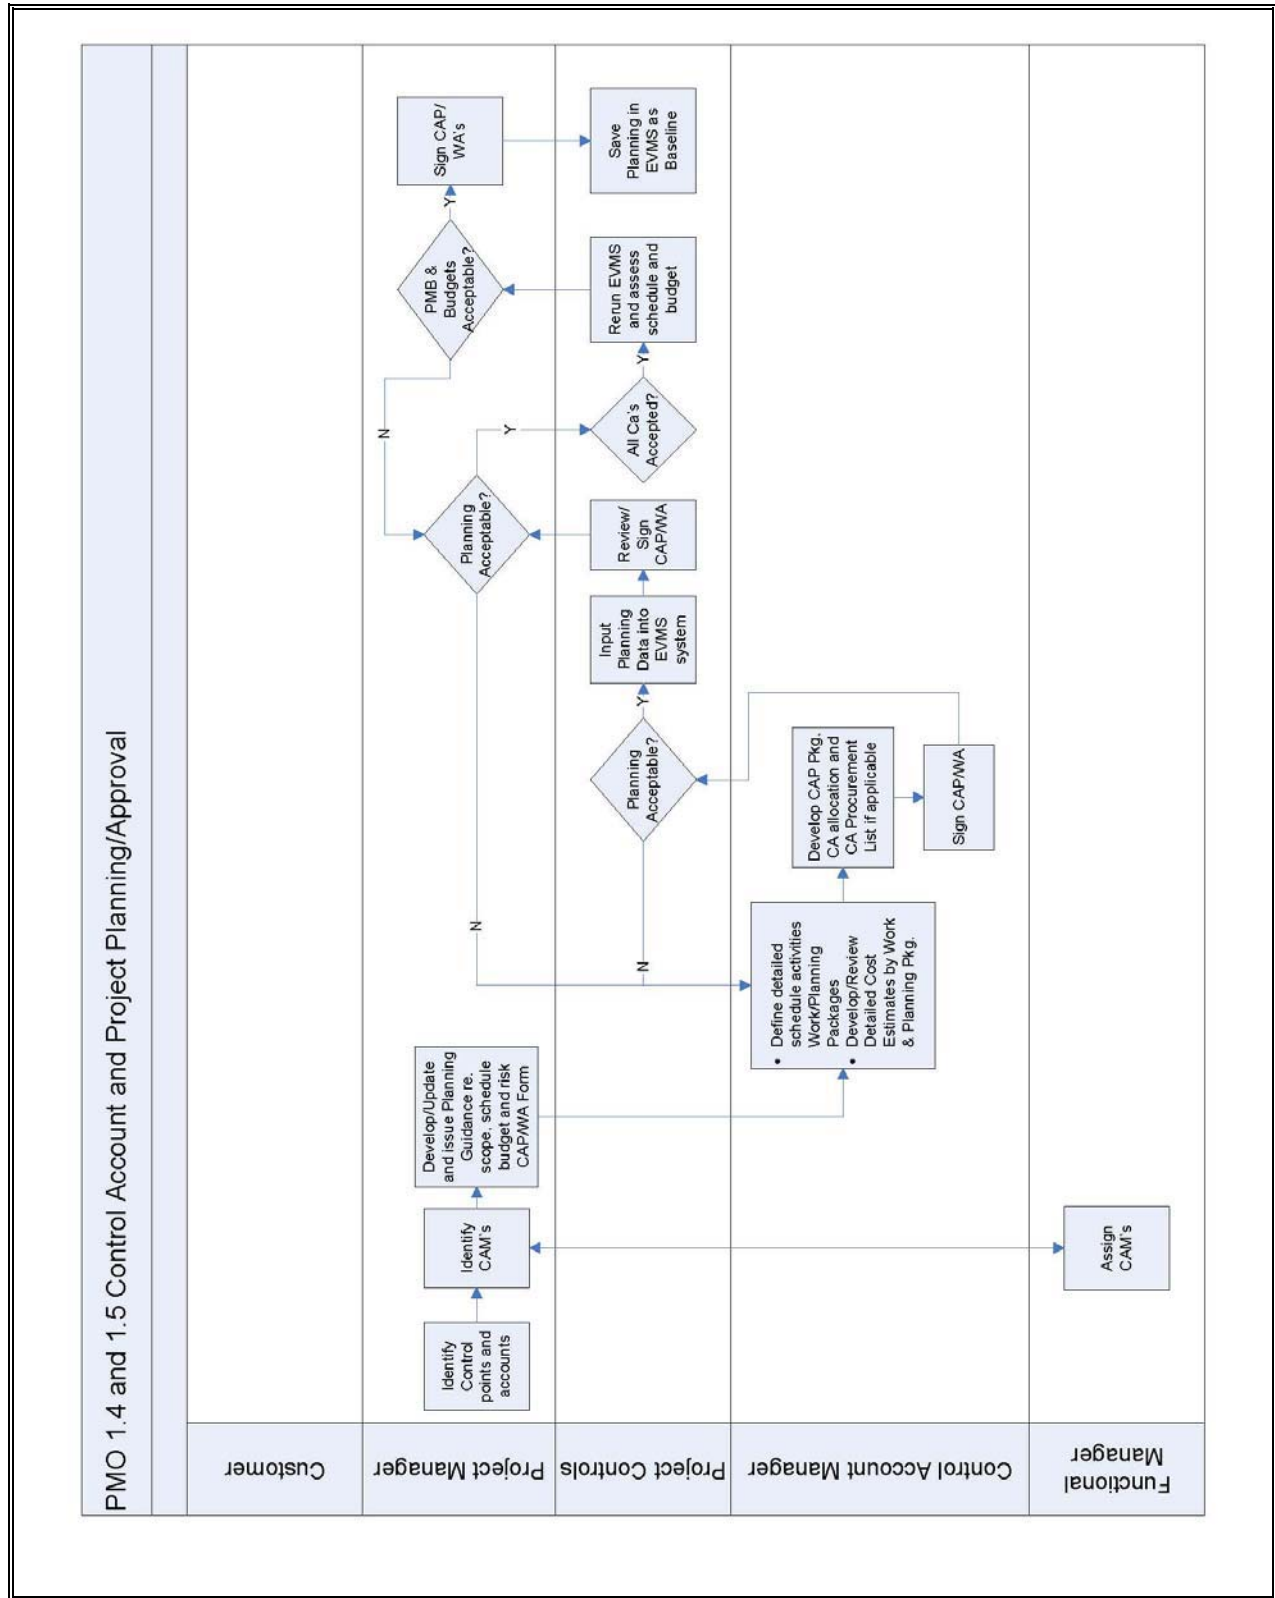 PMO 1.4 and 1.5 Control Account and Project Planning/Approval
Customer
Project Manager
Identify
Control
points and
accounts
Identify
CAM's
Develop/Update
and issue Planning
Guidance re.
scope, schedule
budget and risk
CAP/WA Form
N
Planning
Acceptable?
Y
N
PMB &
Budgets
Acceptable?
Y
Sign CAP/
WA's
Project Controls
N
Planning
Acceptable?
Y
Input
Planning
Data into
EVMS
system
Review/
Sign
CAP/WA
All Ca's
Accepted?
Y
Rerun EVMS
and assess
schedule and
budget
Save
Planning in
EVMS as
Baseline
Control Account Manager
• Define detailed
schedule activities
Work/Planning
Packages
• Develop/Review
Detailed Cost
Estimates by Work
& Planning Pkg.
Develop CAP Pkg.
CA allocation and
CA Procurement
List if applicable
Sign CAP/WA
Functional
Manager
Assign
CAM's